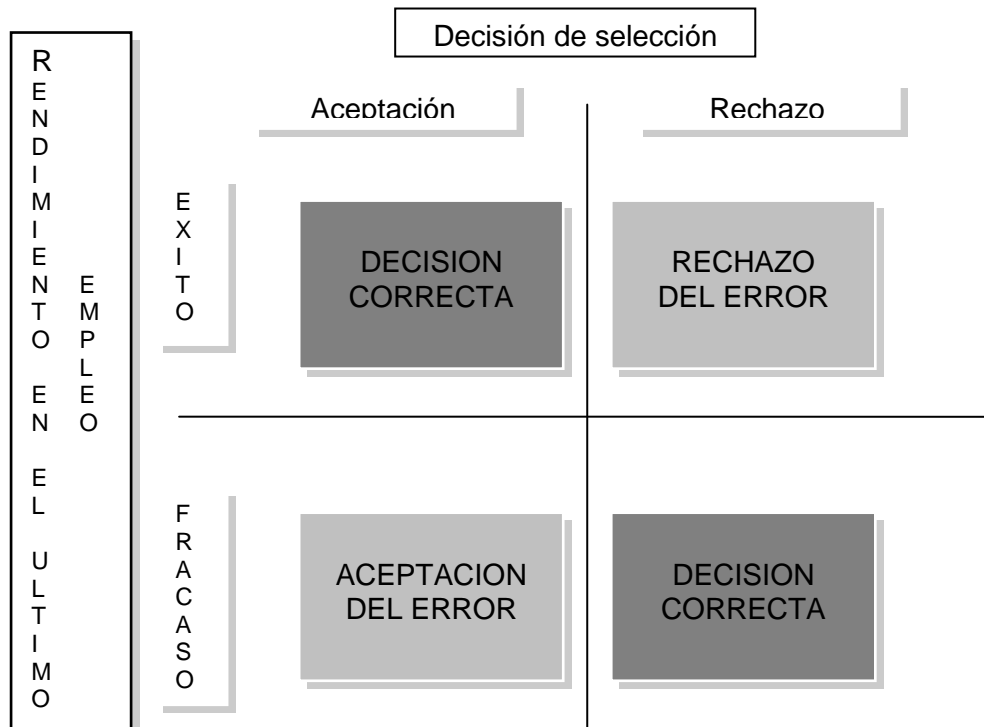 Decisión de selección
Aceptación
Rechazo
RENDIMIENTO EN EL ULTIMO
EMPLEO
EXITO
DECISION
CORRECTA
RECHAZO
DEL ERROR
FRACASO
ACEPTACION
DEL ERROR
DECISION
CORRECTA